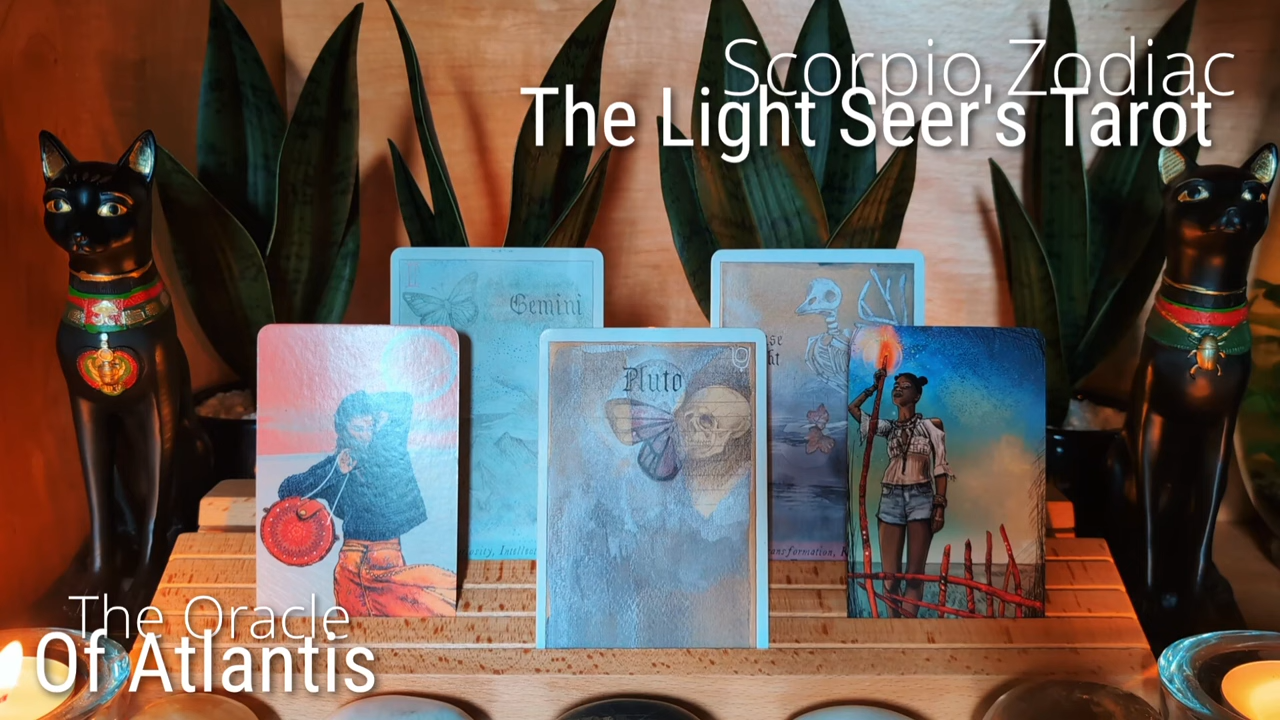 Scorpio Zodiac
The Light Seer's Tarot
Gemini
Pluto
The Oracle
Of Atlantis